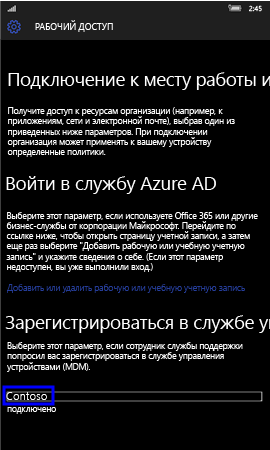 2:45
РАБОЧИЙ ДОСТУП
Подключение к месту работы и
Получите доступ к ресурсам организации (например, к
приложениям, сети и электронной почте), выбрав один из
приведенных ниже параметров. При подключении
организация может применять к вашему устройству
определенные политики.
Войти в службу Azure AD
Выберите этот параметр, если используете Office 365 или другие
бизнес-службы от корпорации Майкрософт. Перейдите по
ссылке ниже, чтобы открыть страницу учетной записи, а затем
еще раз выберите "Добавить рабочую или учебную учетную
запись" и укажите сведения о себе. (Если этот параметр
недоступен, вы уже выполнили вход.)
Добавить или удалить рабочую или учебную учетную запись
Зарегистрироваться в службе у
Выберите этот параметр, если сотрудник службы поддержки
попросил вас зарегистрироваться в службе управления
устройствами (MDM).
Contoso
подключено